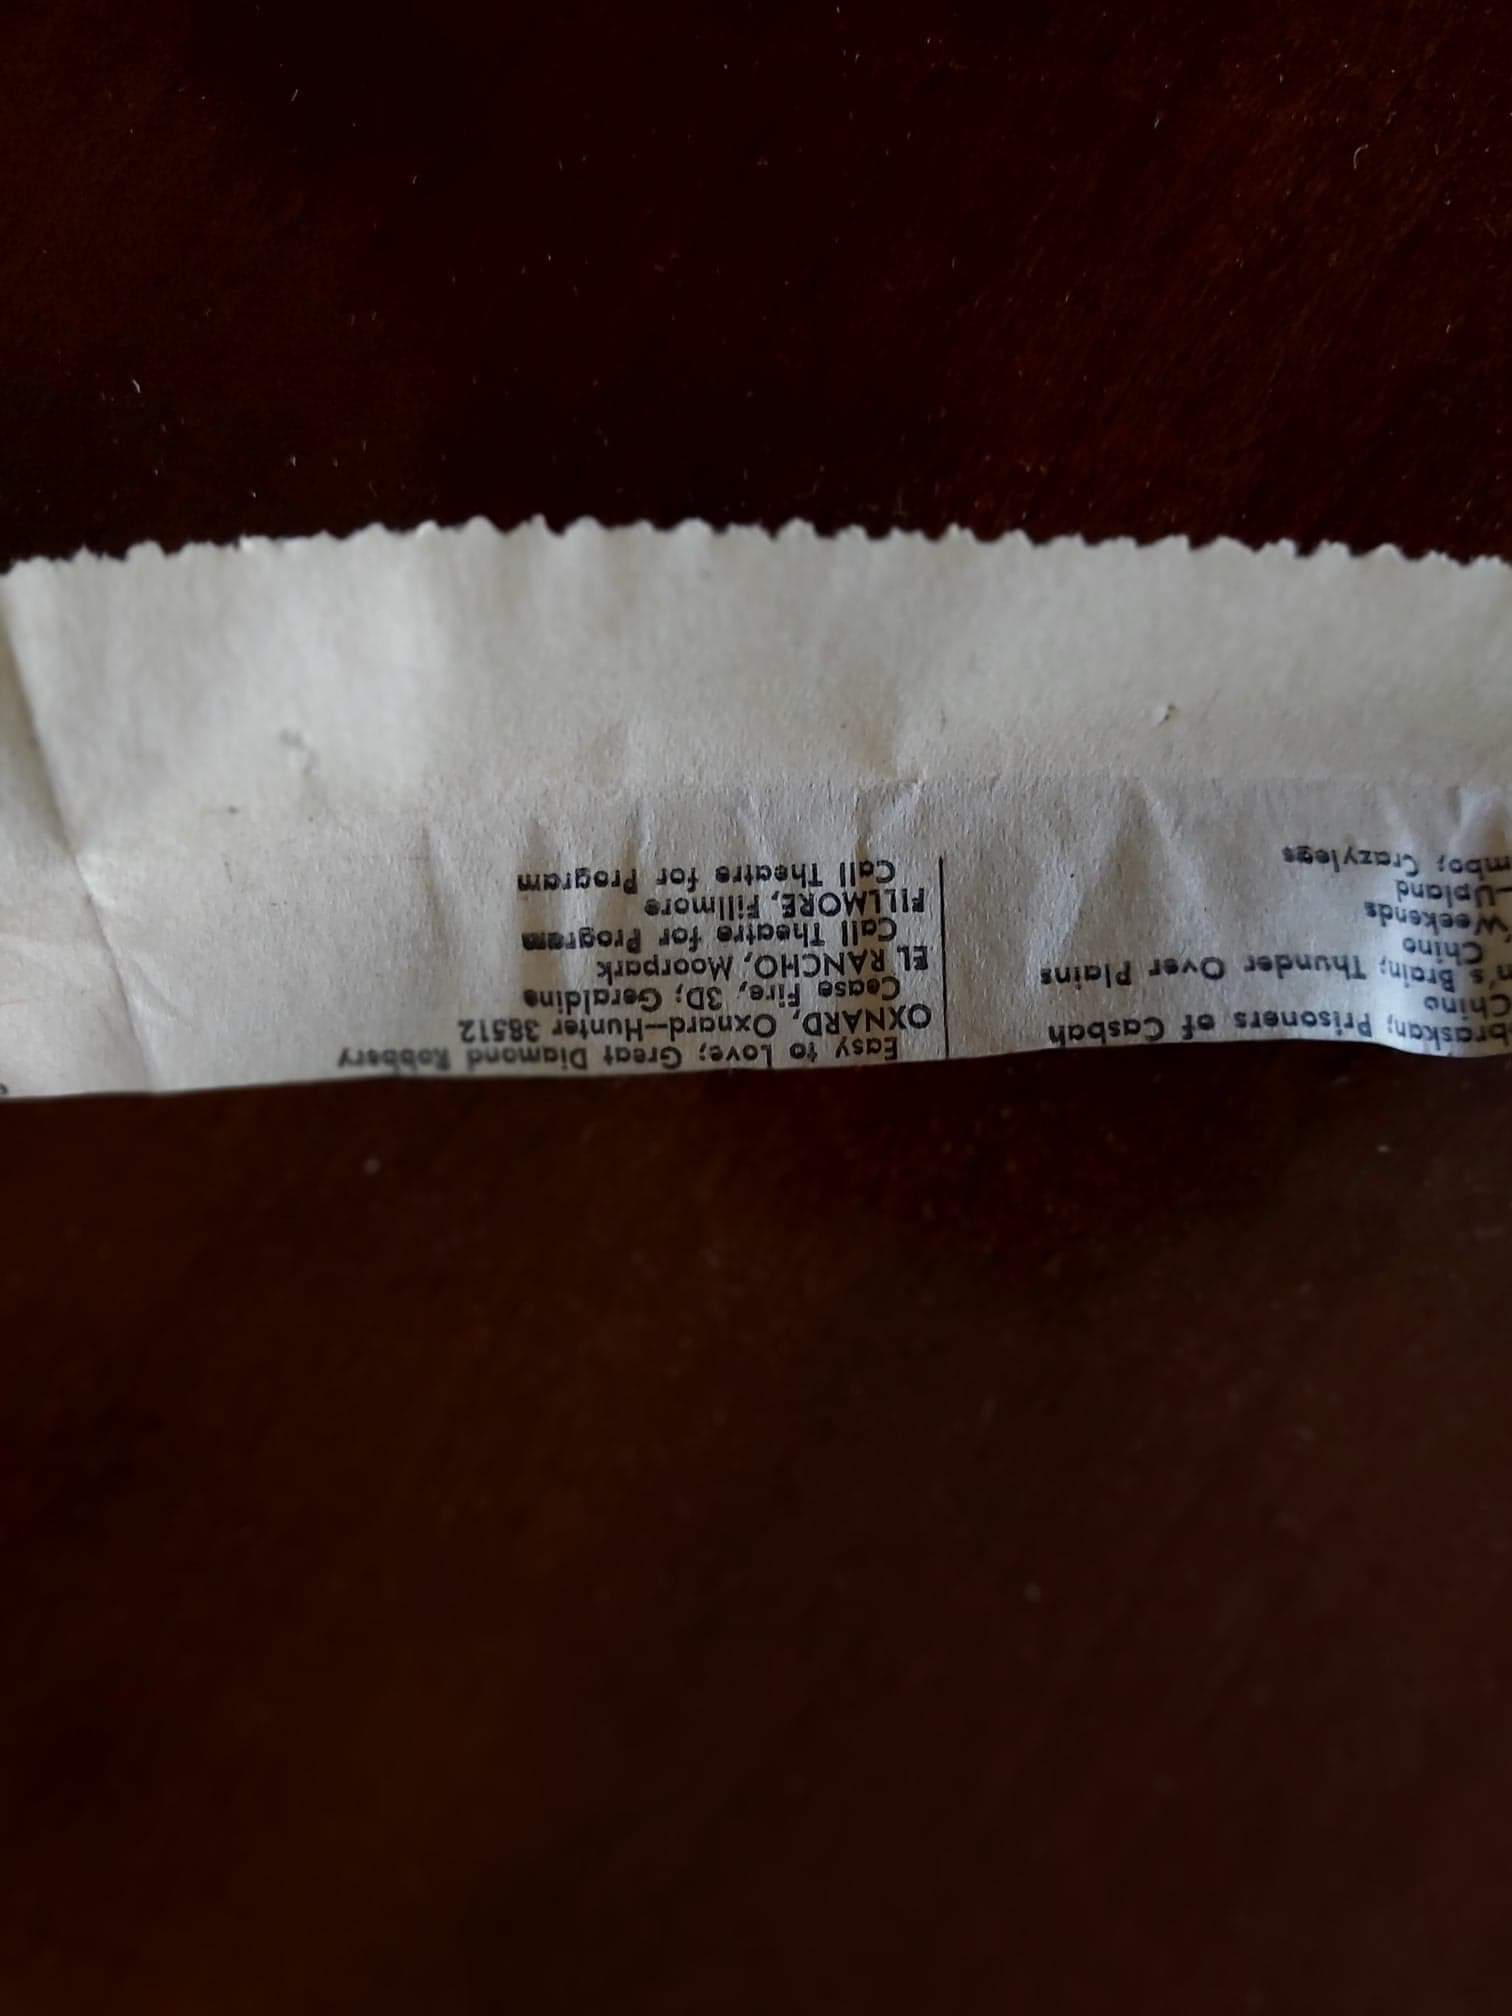 braskan; Prisoners of Casbah
Chino
n's Brain; Thunder Over Plains
Chino
Weekends
-Upland
mbo; Crazylegs
Easy to Love; Great Diamond Robbery
OXNARD, Oxnard—Hunter 38512
Cease Fire, 3D; Geraldine
EL RANCHO, Moorpark
Call Theatre for Program
FILLMORE, Fillmore
Call Theatre for Program